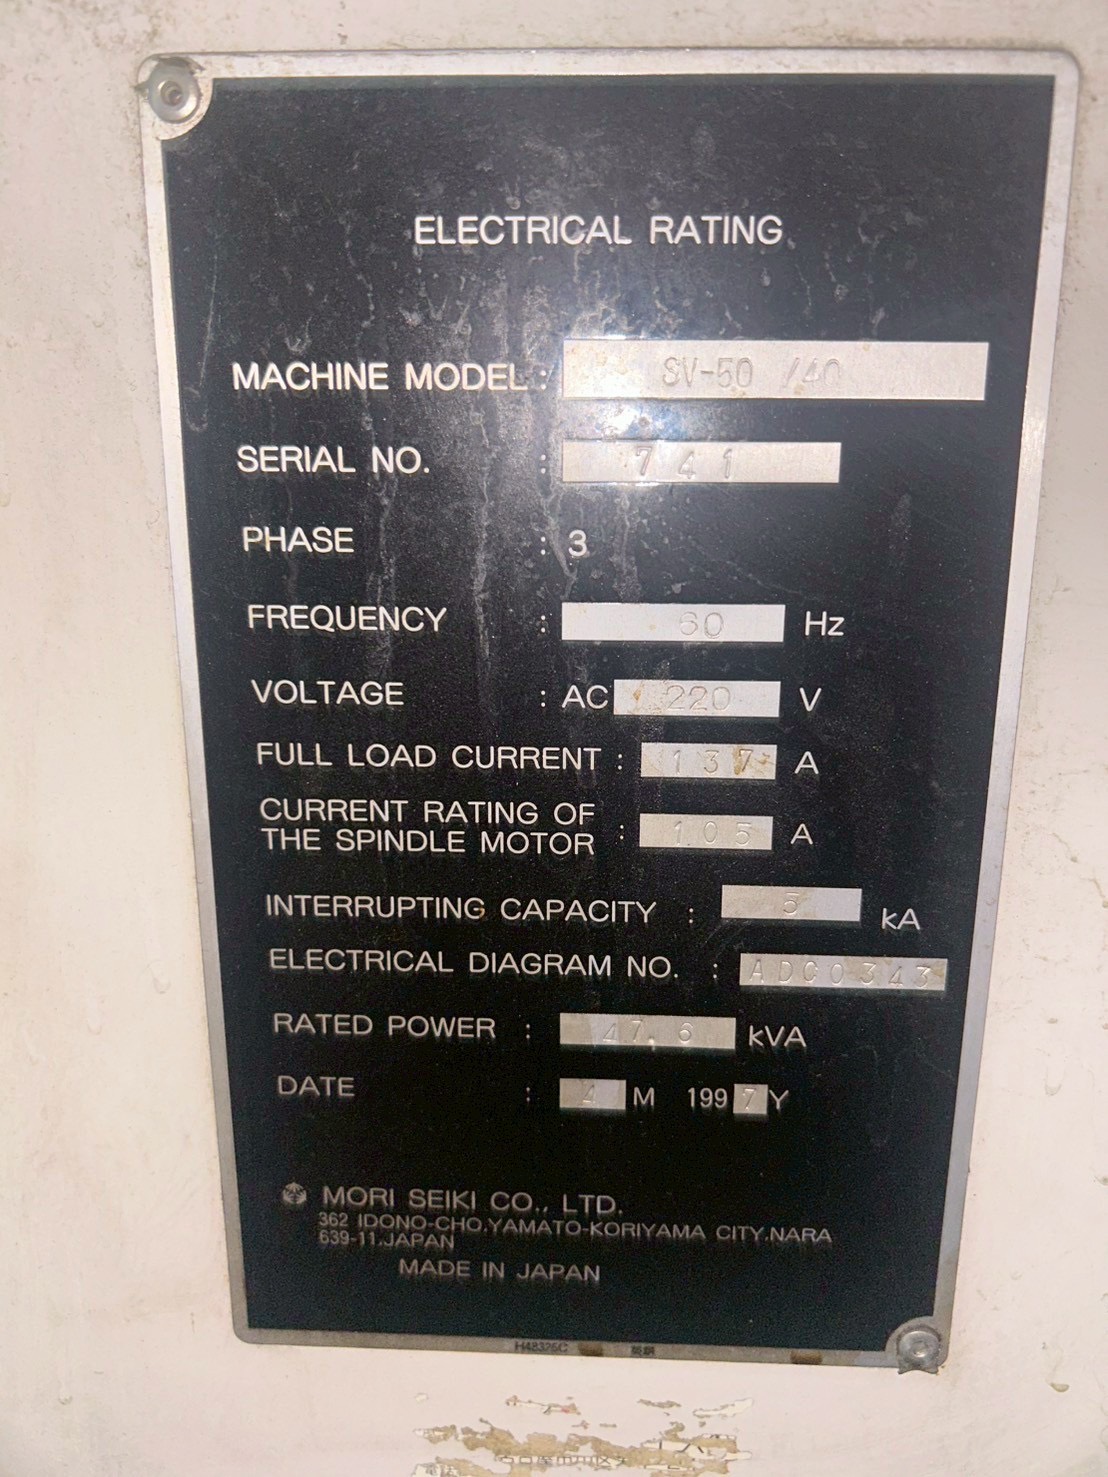 ELECTRICAL RATING
MACHINE MODEL : SV-50 /40
SERIAL NO. : 741
PHASE : 3
FREQUENCY : 60 Hz
VOLTAGE : AC 220 V
FULL LOAD CURRENT : 137 A
CURRENT RATING OF
THE SPINDLE MOTOR : 105 A
INTERRUPTING CAPACITY : 5 kA
ELECTRICAL DIAGRAM NO. : ADC0343
RATED POWER : 47.6 kVA
DATE : 4 M 1997Y
MORI SEIKI CO., LTD.
362 IDONO-CHO,YAMATO-KORIYAMA CITY,NARA
639-11,JAPAN
MADE IN JAPAN